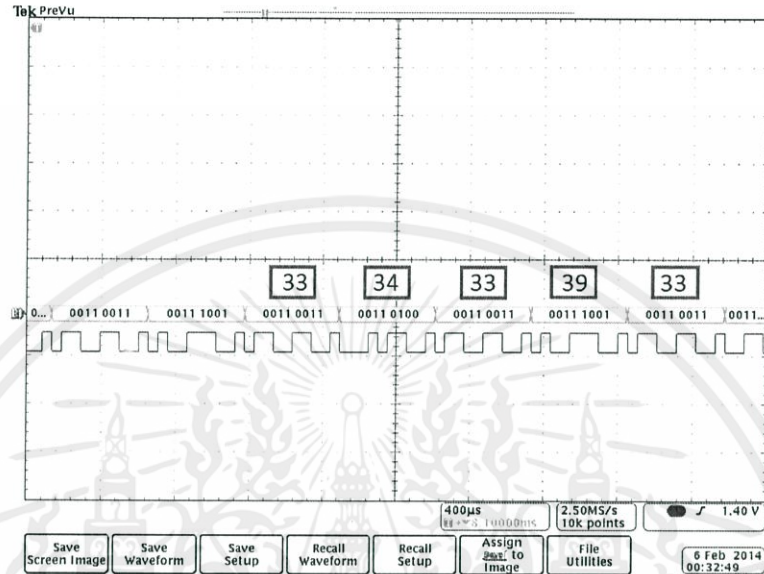 Tek PreVu
33 34 33 39 33
0... 0011 0011 0011 1001 0011 0011 0011 0100 0011 0011 0011 1001 0011 0011 0011...
400µs 2.50MS/s 1.40 V
10k points
Save Screen Image
Save Waveform
Save Setup
Recall Waveform
Recall Setup
Assign Save to Image
File Utilities
6 Feb 2014
00:32:49